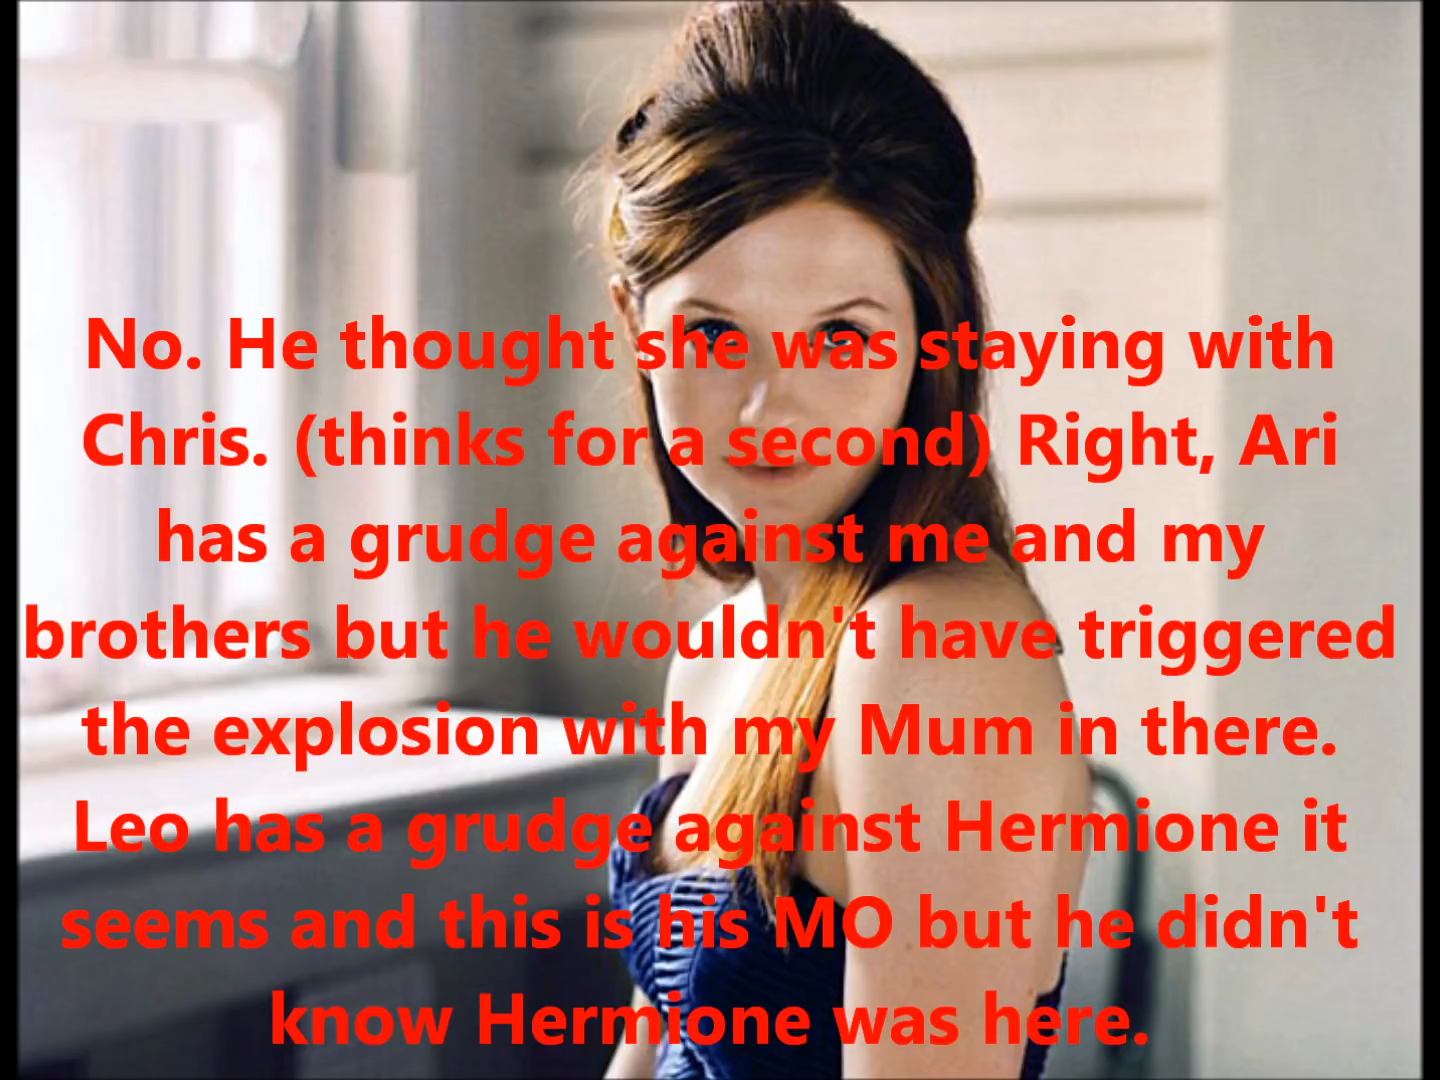 No. He thought she was staying with
Chris. (thinks for a second) Right, Ari
has a grudge against me and my
brothers but he wouldn't have triggered
the explosion with my Mum in there.
Leo has a grudge against Hermione it
seems and this is his MO but he didn't
know Hermione was here.